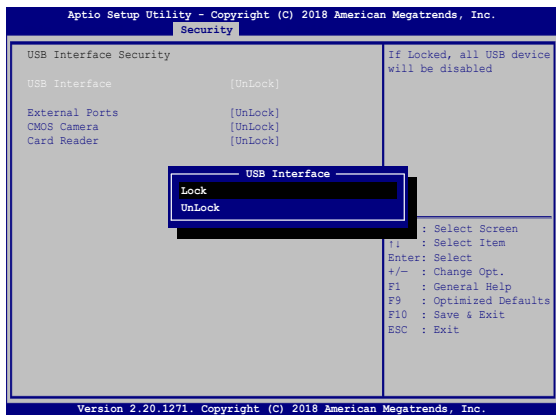 Aptio Setup Utility - Copyright (C) 2018 American Megatrends, Inc.
Security
USB Interface Security
USB Interface [UnLock]
External Ports [UnLock]
CMOS Camera [UnLock]
Card Reader [UnLock]
USB Interface
Lock
UnLock
If Locked, all USB device
will be disabled
: Select Screen
↑↓ : Select Item
Enter: Select
+/— : Change Opt.
F1 : General Help
F9 : Optimized Defaults
F10 : Save & Exit
ESC : Exit
Version 2.20.1271. Copyright (C) 2018 American Megatrends, Inc.